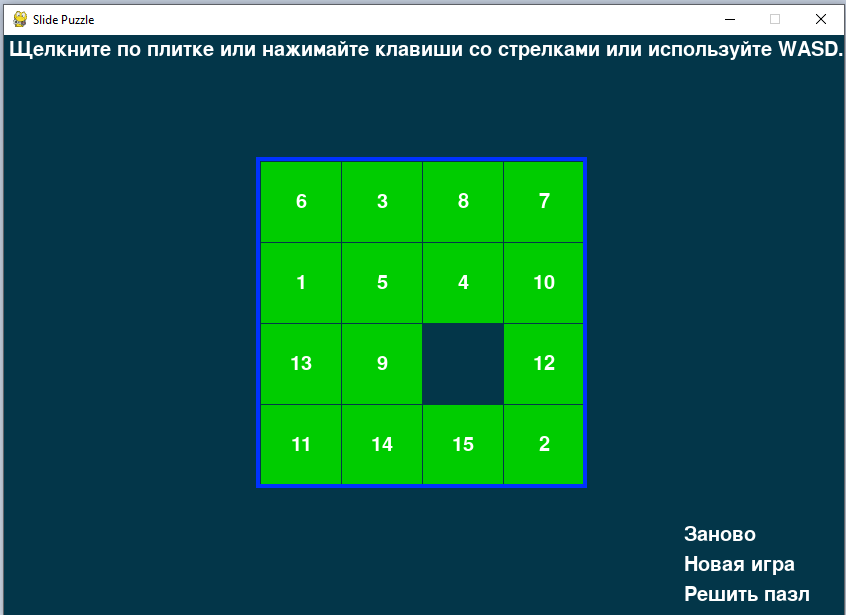 Slide Puzzle
Щелкните по плитке или нажимайте клавиши со стрелками или используйте WASD.
6 3 8 7
1 5 4 10
13 9 12
11 14 15 2
Заново
Новая игра
Решить пазл